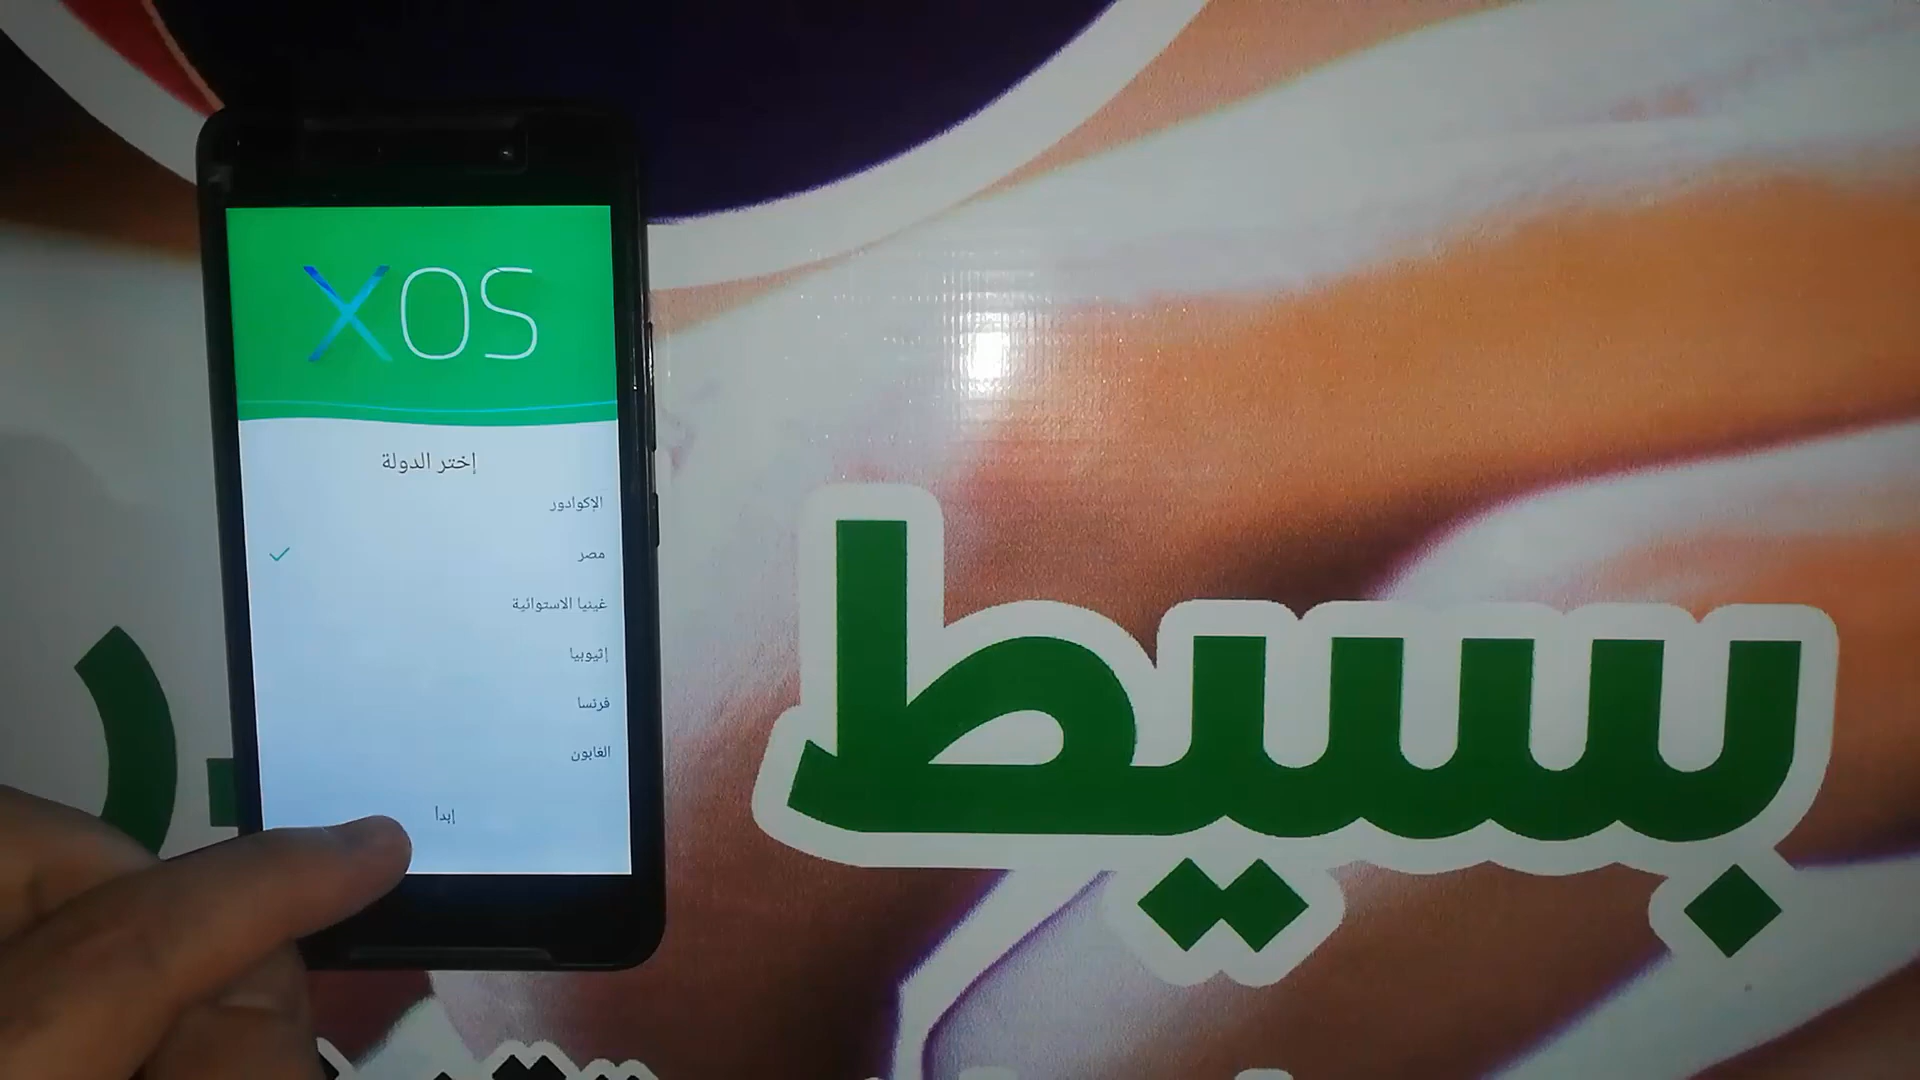 XOS
إختر الدولة
الإكوادور
مصر
غينيا الاستوائية
إثيوبيا
فرنسا
الغابون
إبدا
بسيط